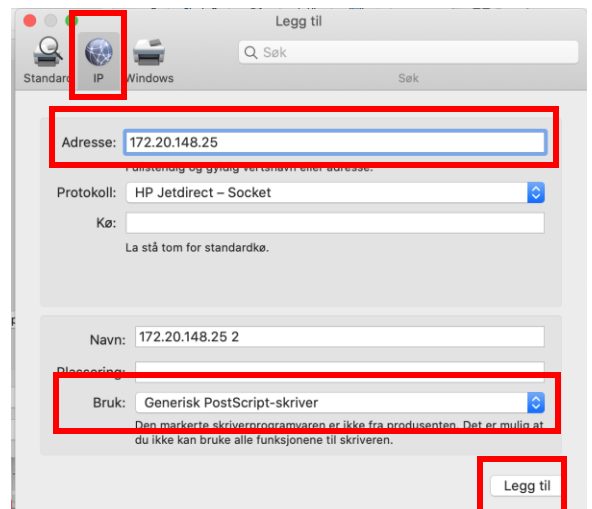 Legg til
Søk
Standard IP Windows Søk
Adresse: 172.20.148.25
Fullstendig og gyldig vertsnavn eller adresse.
Protokoll: HP Jetdirect – Socket
Kø:
La stå tom for standardkø.
Navn: 172.20.148.25 2
Plassering:
Bruk: Generisk PostScript-skriver
Den markerte skriverprogramvaren er ikke fra produsenten. Det er mulig at
du ikke kan bruke alle funksjonene til skriveren.
Legg til